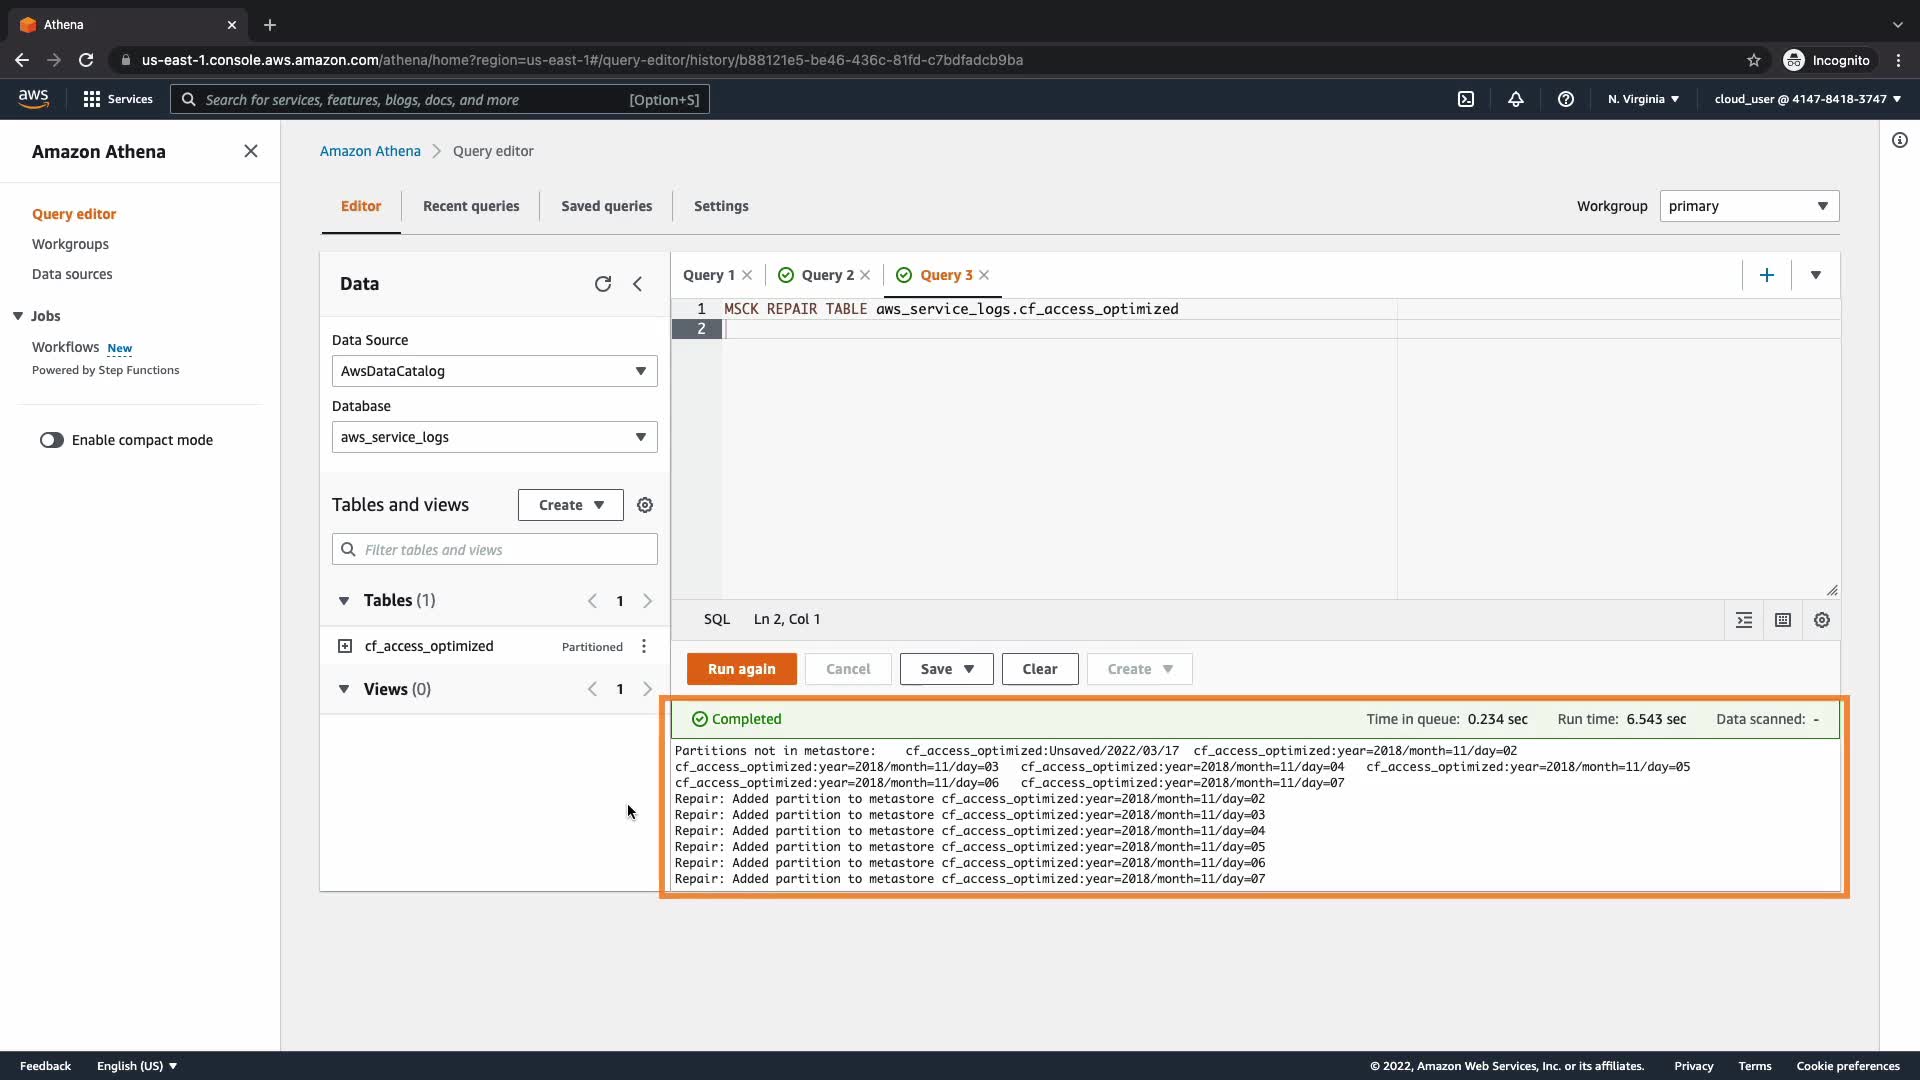 Athena
us-east-1.console.aws.amazon.com/athena/home?region=us-east-1#/query-editor/history/b88121e5-be46-436c-81fd-c7bdfadcb9ba
Incognito
aws
Services
Search for services, features, blogs, docs, and more [Option+S]
N. Virginia
cloud_user @ 4147-8418-3747
Amazon Athena
Query editor
Workgroups
Data sources
Jobs
Workflows New
Powered by Step Functions
Enable compact mode
Amazon Athena > Query editor
Editor
Recent queries
Saved queries
Settings
Workgroup primary
Data
Data Source
AwsDataCatalog
Database
aws_service_logs
Tables and views
Create
Filter tables and views
Tables (1)
1
cf_access_optimized Partitioned
Views (0)
1
Query 1
Query 2
Query 3
1 MSCK REPAIR TABLE aws_service_logs.cf_access_optimized
2
SQL Ln 2, Col 1
Run again
Cancel
Save
Clear
Create
Completed
Time in queue: 0.234 sec Run time: 6.543 sec Data scanned: -
Partitions not in metastore: cf_access_optimized:Unsaved/2022/03/17 cf_access_optimized:year=2018/month=11/day=02
cf_access_optimized:year=2018/month=11/day=03 cf_access_optimized:year=2018/month=11/day=04 cf_access_optimized:year=2018/month=11/day=05
cf_access_optimized:year=2018/month=11/day=06 cf_access_optimized:year=2018/month=11/day=07
Repair: Added partition to metastore cf_access_optimized:year=2018/month=11/day=02
Repair: Added partition to metastore cf_access_optimized:year=2018/month=11/day=03
Repair: Added partition to metastore cf_access_optimized:year=2018/month=11/day=04
Repair: Added partition to metastore cf_access_optimized:year=2018/month=11/day=05
Repair: Added partition to metastore cf_access_optimized:year=2018/month=11/day=06
Repair: Added partition to metastore cf_access_optimized:year=2018/month=11/day=07
Feedback English (US)
© 2022, Amazon Web Services, Inc. or its affiliates. Privacy Terms Cookie preferences